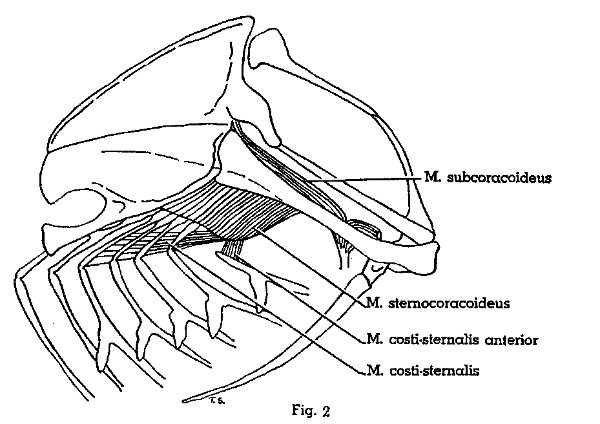 M. subcoracoideus
M. sternocoracoideus
M. costi-sternalis anterior
M. costi-sternalis
T. S.
Fig. 2